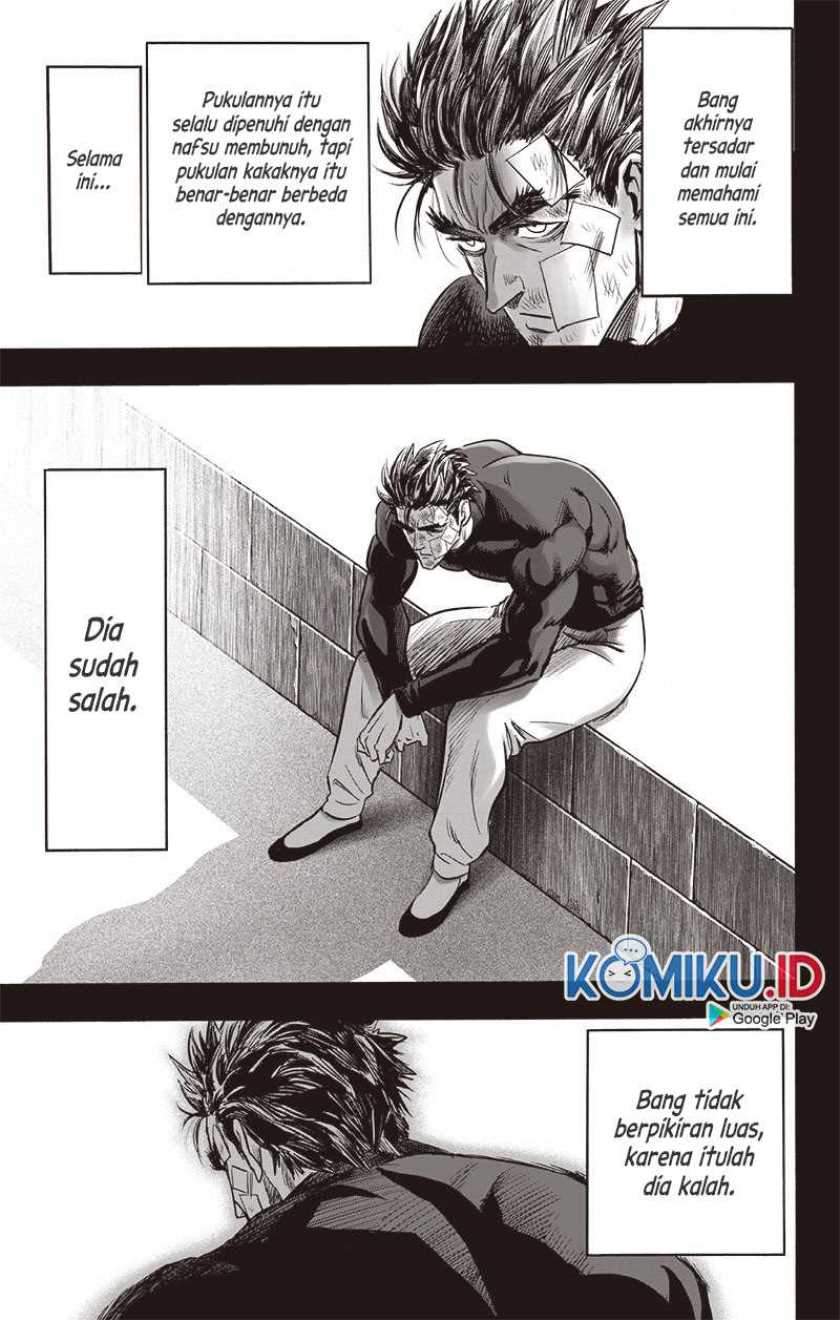 Bang
akhirnya
tersadar
dan mulai
memahami
semua ini.
Pukulannya itu
selalu dipenuhi dengan
nafsu membunuh, tapi
pukulan kakaknya itu
benar-benar berbeda
dengannya.
Selama
ini...
Dia
sudah
salah.
KOMIKU.ID
UNDUH APP DI:
Google Play
Bang tidak
berpikiran luas,
karena itulah
dia kalah.